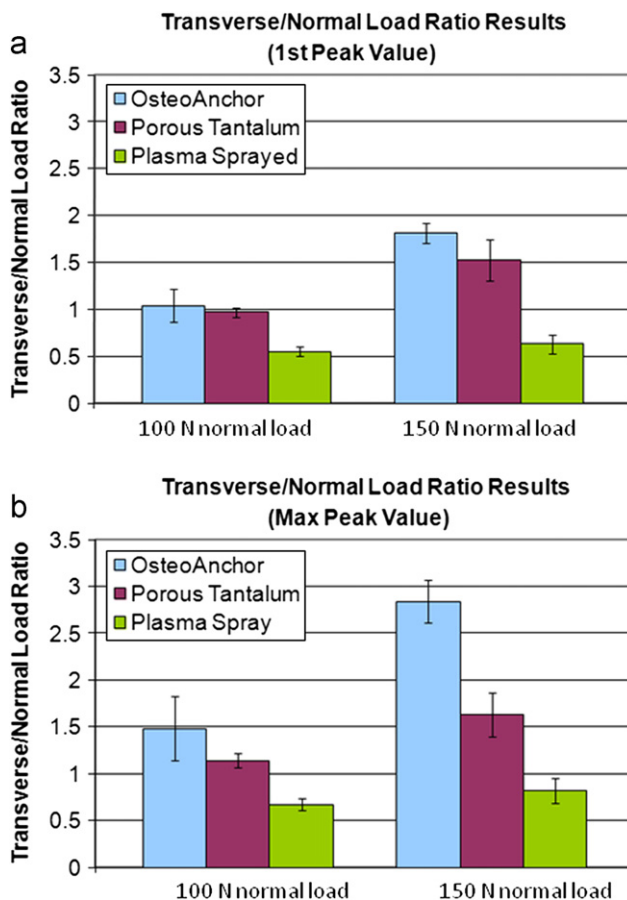 a
Transverse/Normal Load Ratio Results
(1st Peak Value)
Transverse/Normal Load Ratio
3.5
3
2.5
2
1.5
1
0.5
0
OsteoAnchor
Porous Tantalum
Plasma Sprayed
100 N normal load
150 N normal load
b
Transverse/Normal Load Ratio Results
(Max Peak Value)
Transverse/Normal Load Ratio
3.5
3
2.5
2
1.5
1
0.5
0
OsteoAnchor
Porous Tantalum
Plasma Spray
100 N normal load
150 N normal load